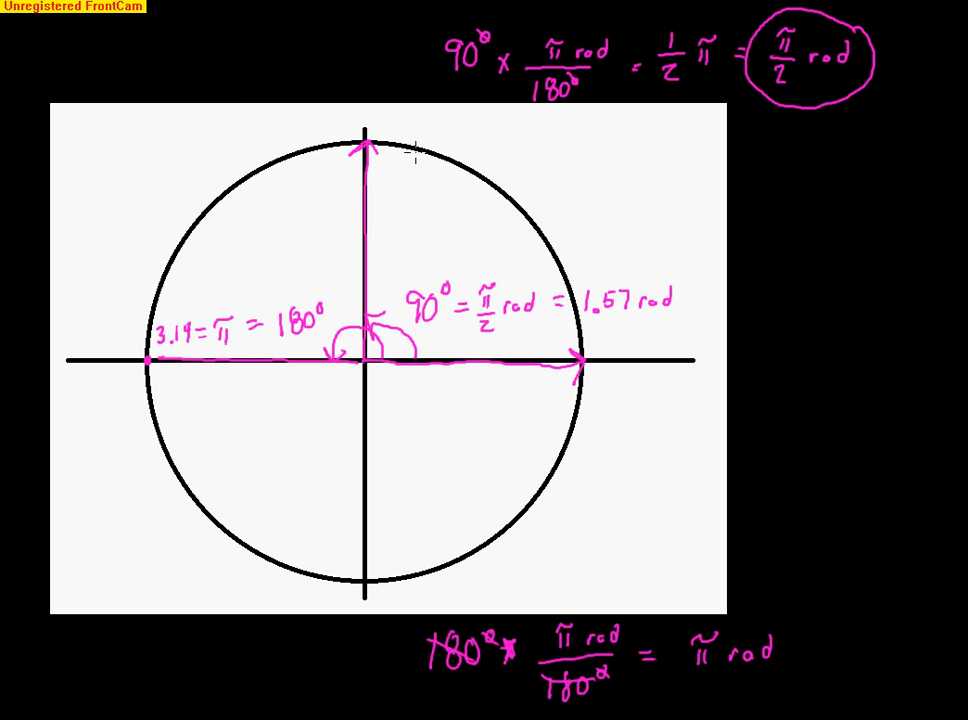 Unregistered FrontCam
90° × π rad / 180° = 1/2 π = π/2 rad
90° = π/2 rad = 1.57 rad
3.14 = π = 180°
180° * π rad / 180° = π rad